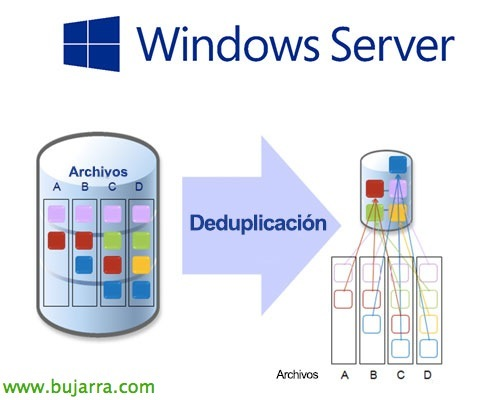 Windows Server
Archivos
A B C D
Deduplicación
Archivos A B C D
www.bujarra.com